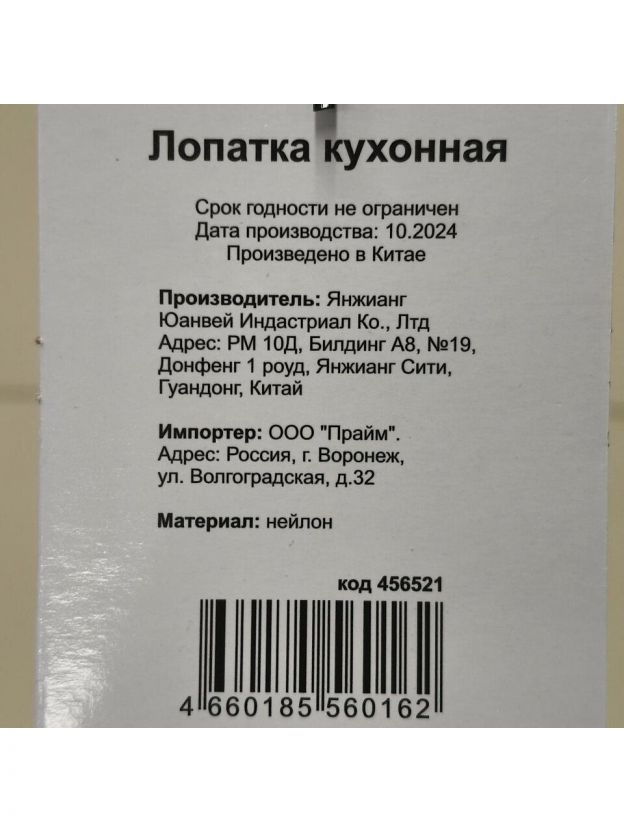 Лопатка кухонная
Срок годности не ограничен
Дата производства: 10.2024
Произведено в Китае
Производитель: Янжианг
Юанвей Индастриал Ко., Лтд
Адрес: РМ 10Д, Билдинг А8, №19,
Донфенг 1 роуд, Янжианг Сити,
Гуандонг, Китай
Импортер: ООО "Прайм".
Адрес: Россия, г. Воронеж,
ул. Волгоградская, д.32
Материал: нейлон
код 456521
4 660185 560162